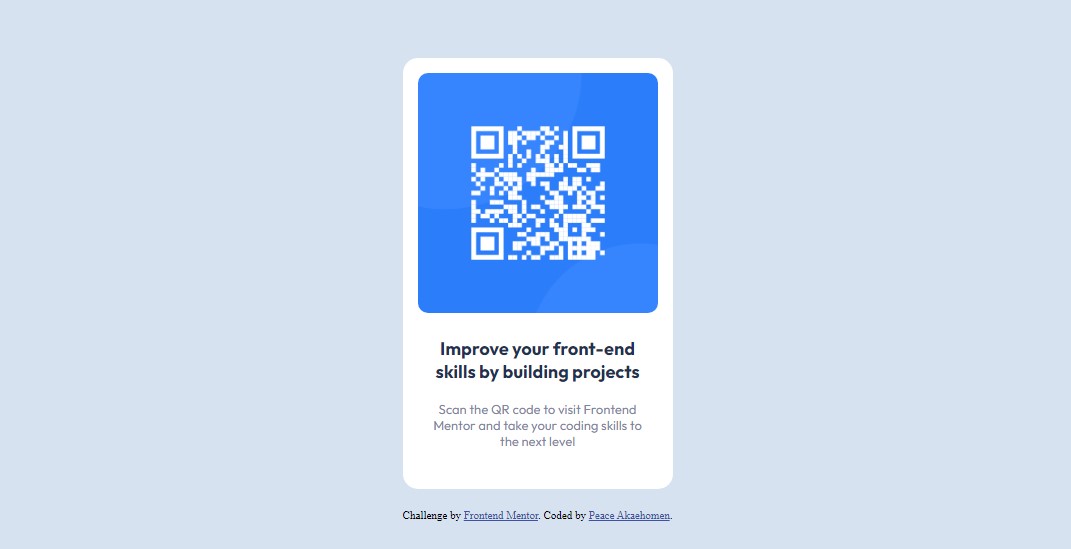 Improve your front-end
skills by building projects
Scan the QR code to visit Frontend
Mentor and take your coding skills to
the next level
Challenge by Frontend Mentor. Coded by Peace Akaehomen.